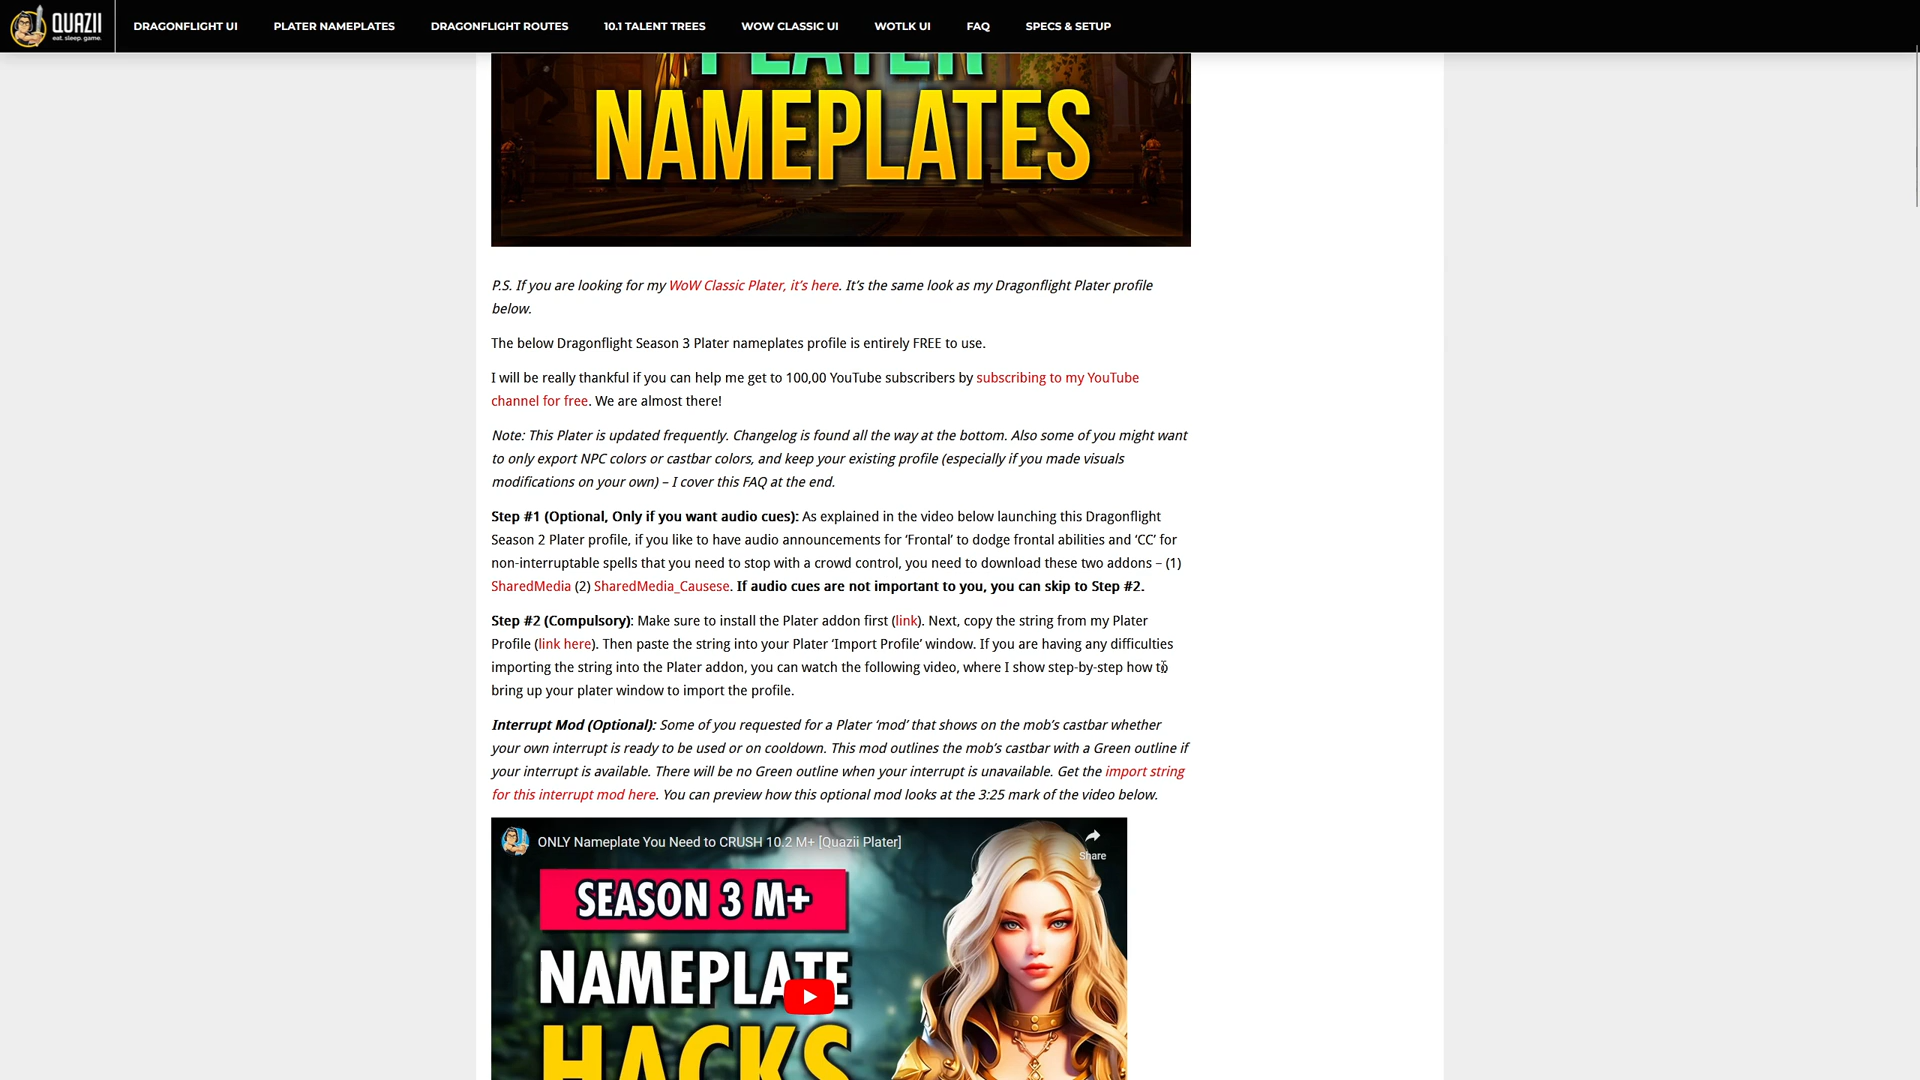 QUAZII
eat. sleep. game.
DRAGONFLIGHT UI
PLATER NAMEPLATES
DRAGONFLIGHT ROUTES
10.1 TALENT TREES
WOW CLASSIC UI
WOTLK UI
FAQ
SPECS & SETUP
PLATER
NAMEPLATES
P.S. If you are looking for my WoW Classic Plater, it’s here. It’s the same look as my Dragonflight Plater profile
below.
The below Dragonflight Season 3 Plater nameplates profile is entirely FREE to use.
I will be really thankful if you can help me get to 100,00 YouTube subscribers by subscribing to my YouTube
channel for free. We are almost there!
Note: This Plater is updated frequently. Changelog is found all the way at the bottom. Also some of you might want
to only export NPC colors or castbar colors, and keep your existing profile (especially if you made visuals
modifications on your own) – I cover this FAQ at the end.
Step #1 (Optional, Only if you want audio cues): As explained in the video below launching this Dragonflight
Season 2 Plater profile, if you like to have audio announcements for ‘Frontal’ to dodge frontal abilities and ‘CC’ for
non-interruptable spells that you need to stop with a crowd control, you need to download these two addons – (1)
SharedMedia (2) SharedMedia_Causese. If audio cues are not important to you, you can skip to Step #2.
Step #2 (Compulsory): Make sure to install the Plater addon first (link). Next, copy the string from my Plater
Profile (link here). Then paste the string into your Plater ‘Import Profile’ window. If you are having any difficulties
importing the string into the Plater addon, you can watch the following video, where I show step-by-step how to
bring up your plater window to import the profile.
Interrupt Mod (Optional): Some of you requested for a Plater ‘mod’ that shows on the mob’s castbar whether
your own interrupt is ready to be used or on cooldown. This mod outlines the mob’s castbar with a Green outline if
your interrupt is available. There will be no Green outline when your interrupt is unavailable. Get the import string
for this interrupt mod here. You can preview how this optional mod looks at the 3:25 mark of the video below.
ONLY Nameplate You Need to CRUSH 10.2 M+ [Quazii Plater]
Share
SEASON 3 M+
NAMEPLATE
HACKS